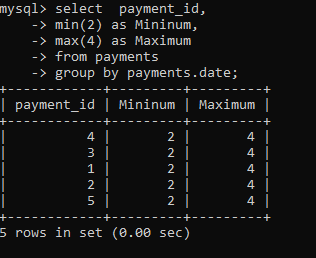 mysql> select  payment_id,
    -> min(2) as Mininum,
    -> max(4) as Maximum
    -> from payments
    -> group by payments.date;
+------------+---------+---------+
| payment_id | Mininum | Maximum |
+------------+---------+---------+
|          4 |       2 |       4 |
|          3 |       2 |       4 |
|          1 |       2 |       4 |
|          2 |       2 |       4 |
|          5 |       2 |       4 |
+------------+---------+---------+
5 rows in set (0.00 sec)